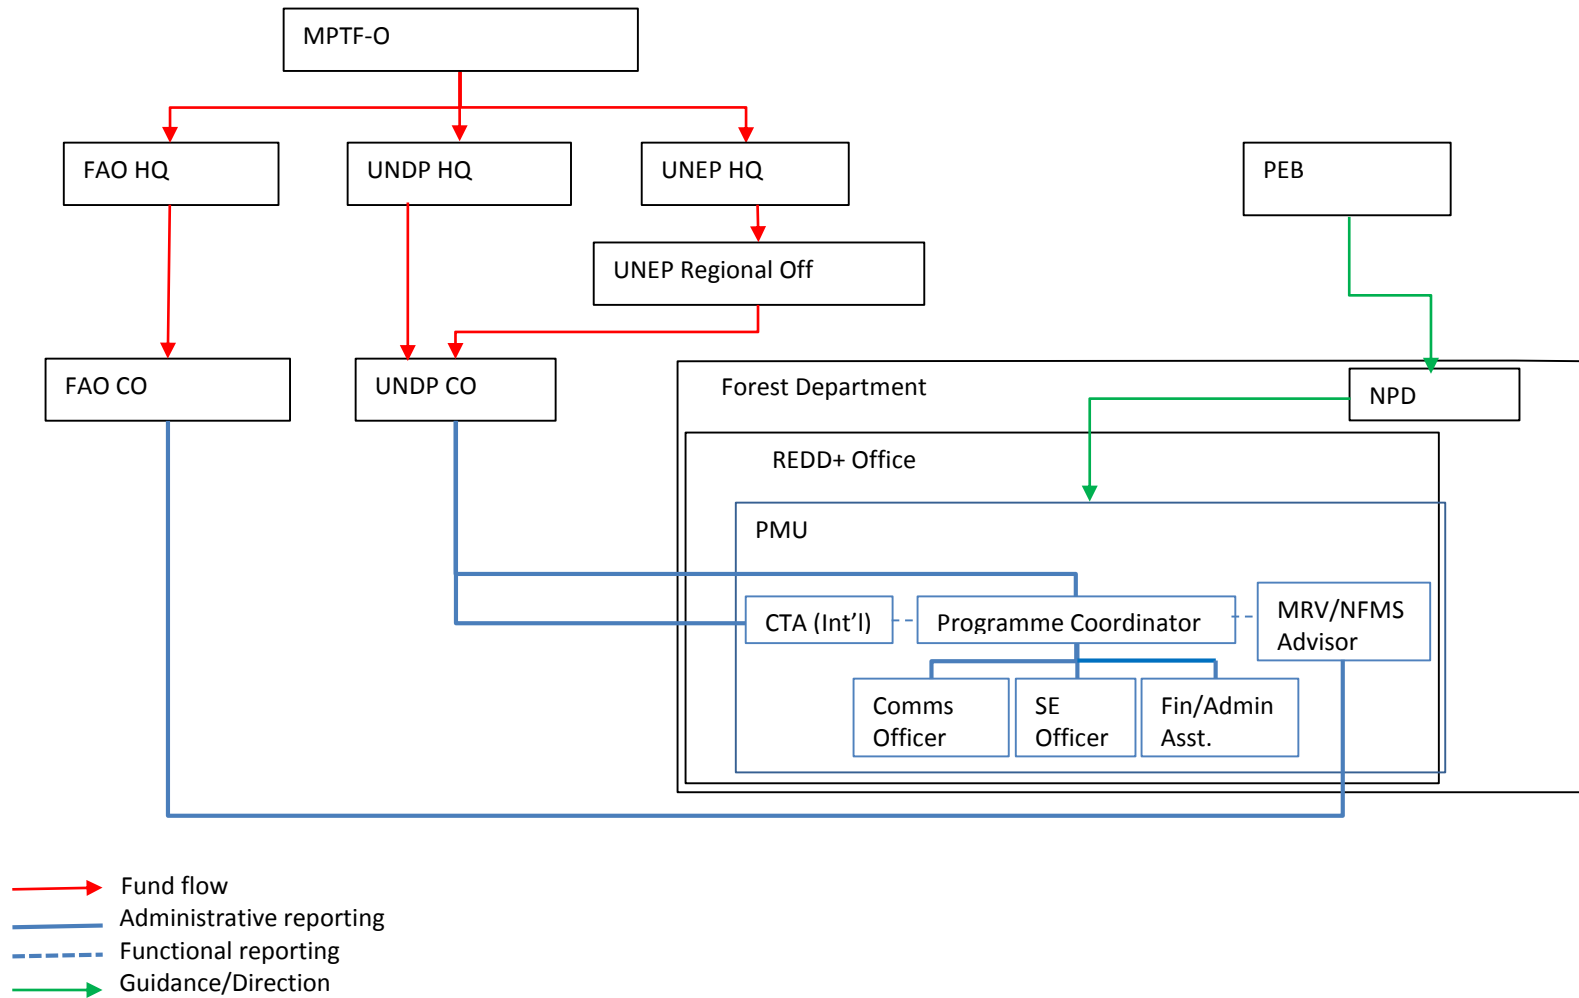 MPTF-O
FAO HQ
UNDP HQ
UNEP HQ
PEB
UNEP Regional Off
FAO CO
UNDP CO
Forest Department
NPD
REDD+ Office
PMU
CTA (Int’l)
Programme Coordinator
MRV/NFMS
Advisor
Comms
Officer
SE
Officer
Fin/Admin
Asst.
Fund flow
Administrative reporting
Functional reporting
Guidance/Direction